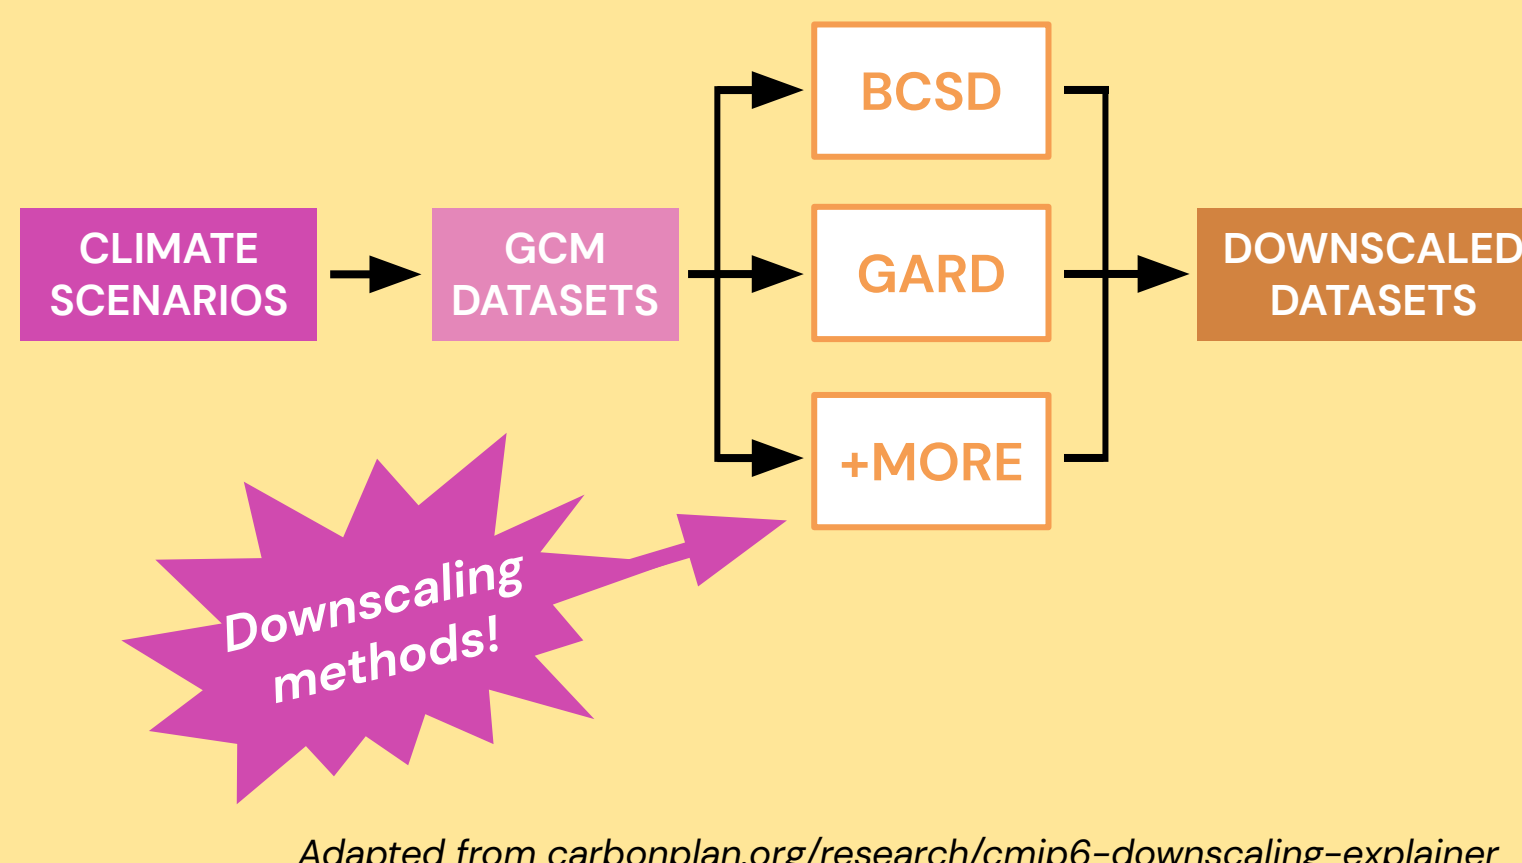 BCSD
CLIMATE
SCENARIOS
GCM
DATASETS
GARD
DOWNSCALED
DATASETS
+MORE
Downscaling
methods!
Adapted from carbonplan.org/research/cmip6-downscaling-explainer